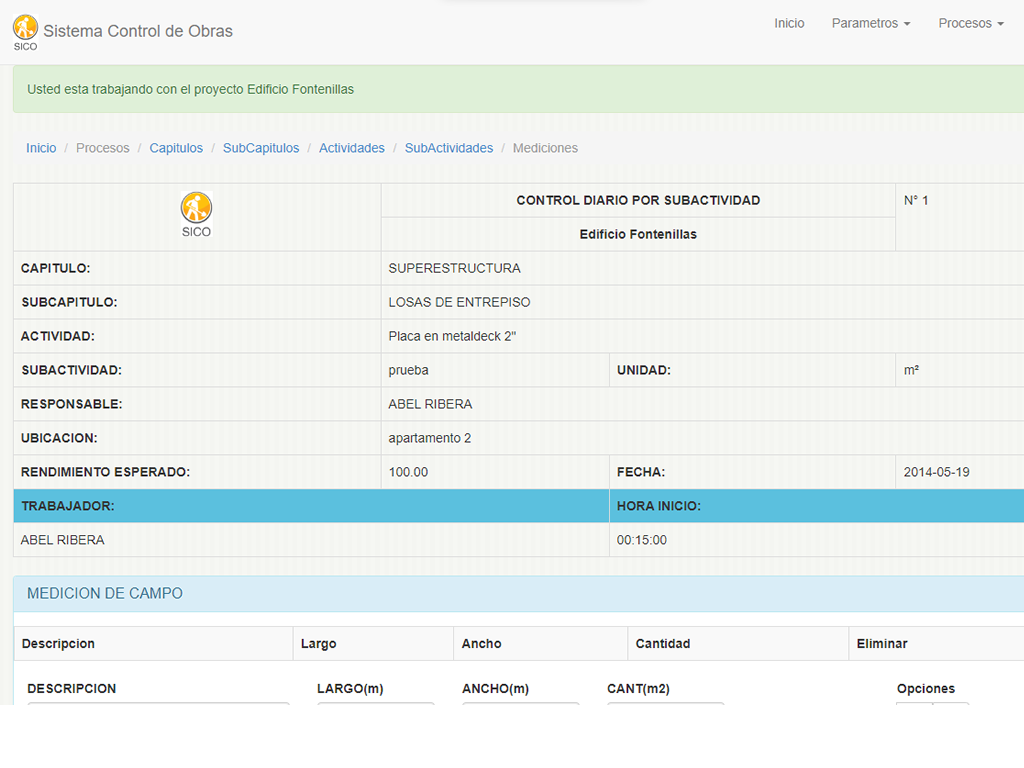 SICO
Sistema Control de Obras
Inicio Parametros Procesos
Usted esta trabajando con el proyecto Edificio Fontenillas
Inicio / Procesos / Capitulos / SubCapitulos / Actividades / SubActividades / Mediciones
SICO
CONTROL DIARIO POR SUBACTIVIDAD
N° 1
Edificio Fontenillas
CAPITULO: SUPERESTRUCTURA
SUBCAPITULO: LOSAS DE ENTREPISO
ACTIVIDAD: Placa en metaldeck 2"
SUBACTIVIDAD: prueba UNIDAD: m²
RESPONSABLE: ABEL RIBERA
UBICACION: apartamento 2
RENDIMIENTO ESPERADO: 100.00 FECHA: 2014-05-19
TRABAJADOR: HORA INICIO:
ABEL RIBERA 00:15:00
MEDICION DE CAMPO
Descripcion Largo Ancho Cantidad Eliminar
DESCRIPCION LARGO(m) ANCHO(m) CANT(m2) Opciones